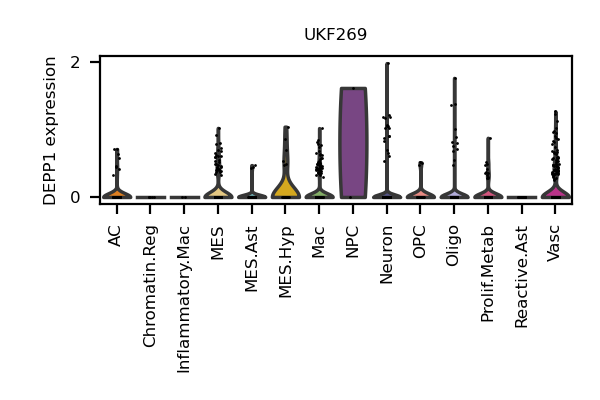 UKF269
DEPP1 expression
2
0
AC
Chromatin.Reg
Inflammatory.Mac
MES
MES.Ast
MES.Hyp
Mac
NPC
Neuron
OPC
Oligo
Prolif.Metab
Reactive.Ast
Vasc